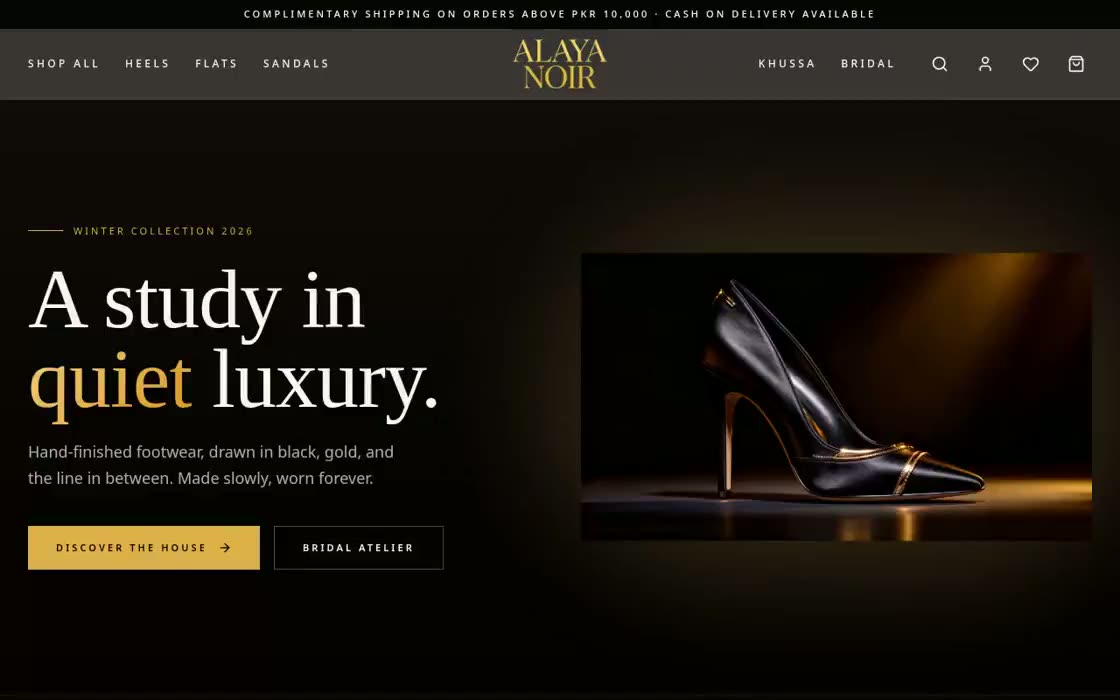 COMPLIMENTARY SHIPPING ON ORDERS ABOVE PKR 10,000 · CASH ON DELIVERY AVAILABLE
SHOP ALL HEELS FLATS SANDALS
ALAYA
NOIR
KHUSSA BRIDAL
WINTER COLLECTION 2026
A study in
quiet luxury.
Hand-finished footwear, drawn in black, gold, and
the line in between. Made slowly, worn forever.
DISCOVER THE HOUSE →
BRIDAL ATELIER